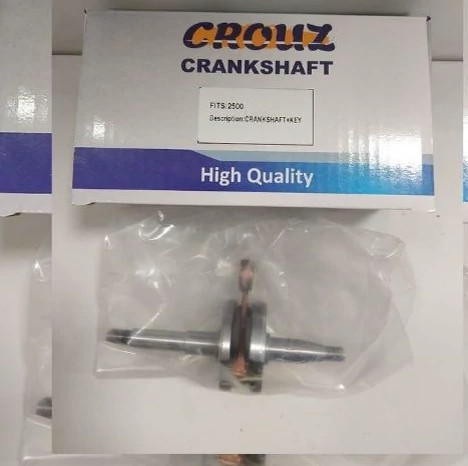 CROUZ
CRANKSHAFT
FITS:2500
Description:CRANKSHAFT+KEY
High Quality